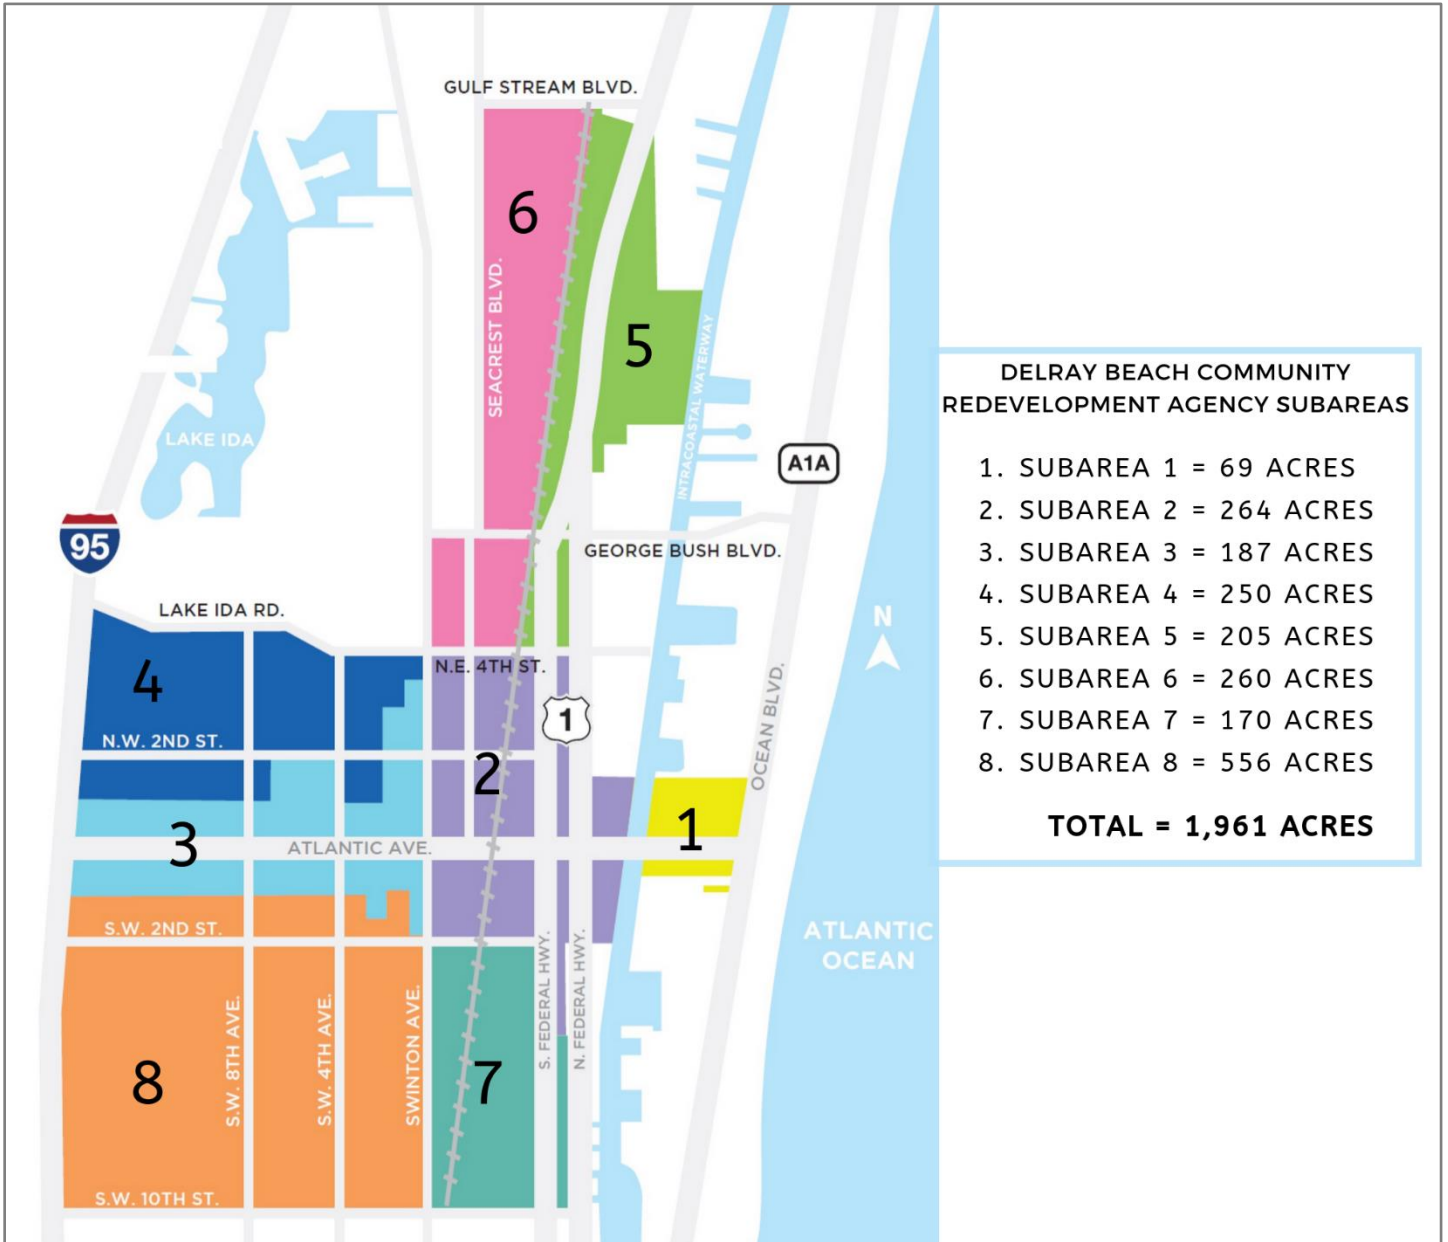 GULF STREAM BLVD.
6
SEACREST BLVD.
5
INTRACOASTAL WATERWAY
LAKE IDA
A1A
95
GEORGE BUSH BLVD.
LAKE IDA RD.
N
4
N.E. 4TH ST.
1
N.W. 2ND ST.
2
OCEAN BLVD.
3
ATLANTIC AVE.
1
S.W. 2ND ST.
ATLANTIC
OCEAN
S. FEDERAL HWY.
N. FEDERAL HWY.
8
S.W. 8TH AVE.
S.W. 4TH AVE.
SWINTON AVE.
7
S.W. 10TH ST.
DELRAY BEACH COMMUNITY
REDEVELOPMENT AGENCY SUBAREAS
1. SUBAREA 1 = 69 ACRES
2. SUBAREA 2 = 264 ACRES
3. SUBAREA 3 = 187 ACRES
4. SUBAREA 4 = 250 ACRES
5. SUBAREA 5 = 205 ACRES
6. SUBAREA 6 = 260 ACRES
7. SUBAREA 7 = 170 ACRES
8. SUBAREA 8 = 556 ACRES
TOTAL = 1,961 ACRES